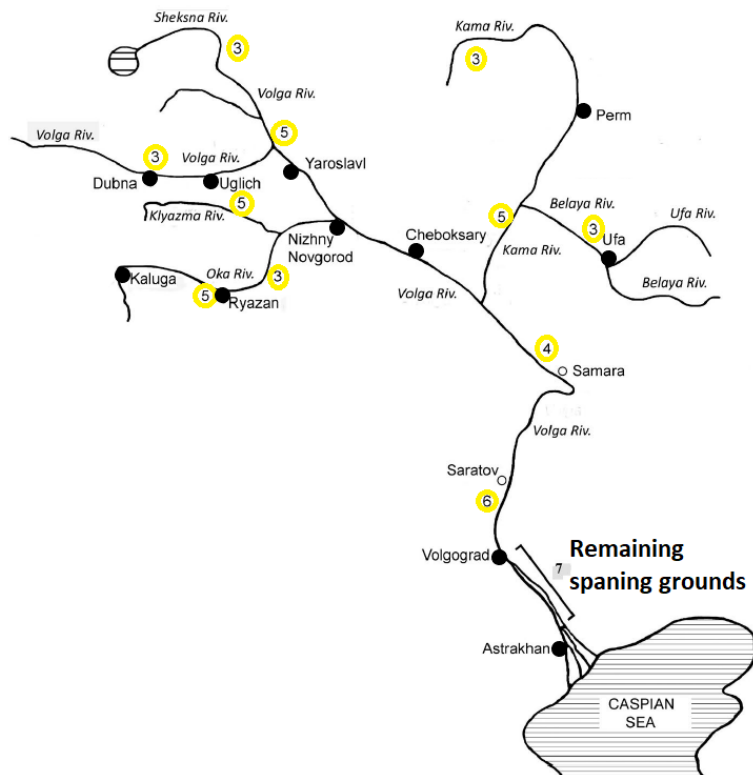 Sheksna Riv.
3
Kama Riv.
3
Volga Riv.
Perm
Volga Riv.
3
Volga Riv.
5
Yaroslavl
Dubna
Uglich
5
Klyazma Riv.
Nizhny
Novgorod
Cheboksary
5
Kama Riv.
Belaya Riv.
3
Ufa
Ufa Riv.
Belaya Riv.
Kaluga
Oka Riv.
3
5
Ryazan
Volga Riv.
4
Samara
Volga Riv.
Saratov
6
Volgograd
7
Remaining
spaning grounds
Astrakhan
CASPIAN
SEA